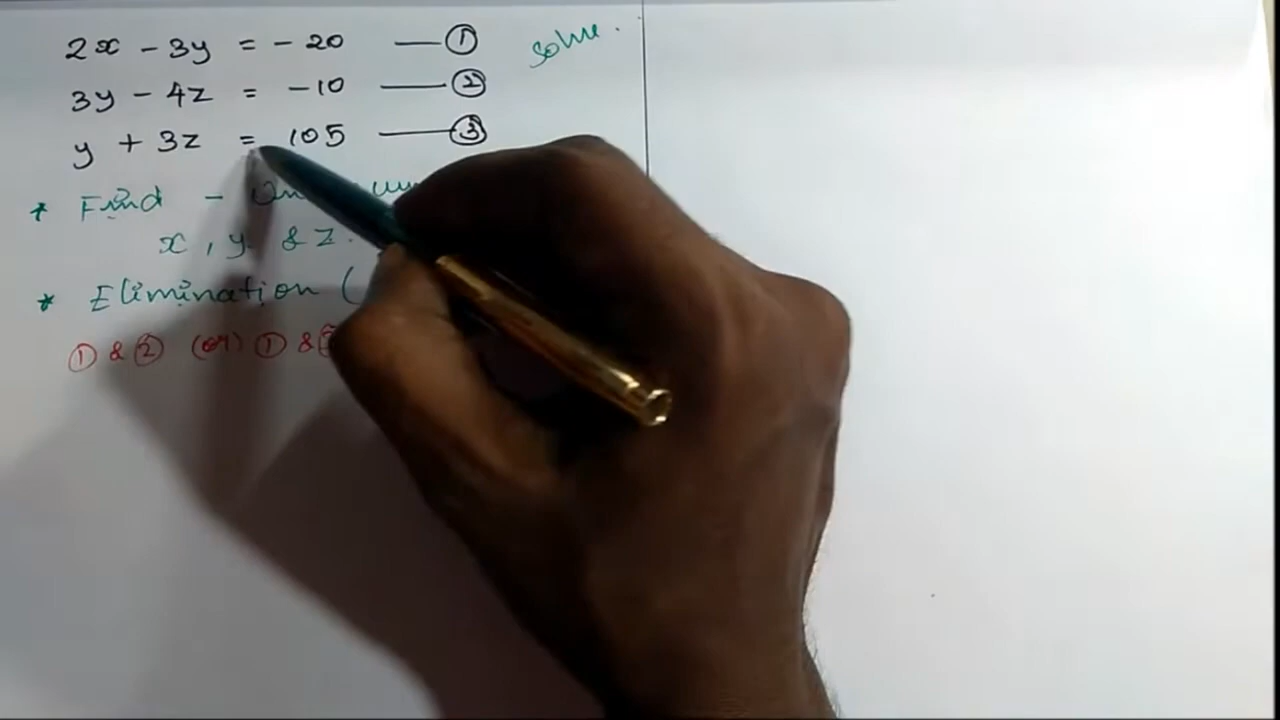 2x - 3y = - 20 — ①
solve.
3y - 4z = - 10 — ②
y + 3z = 105 — ③
* Find -
x, y & z.
* Elimination (
① & ② (or) ① &